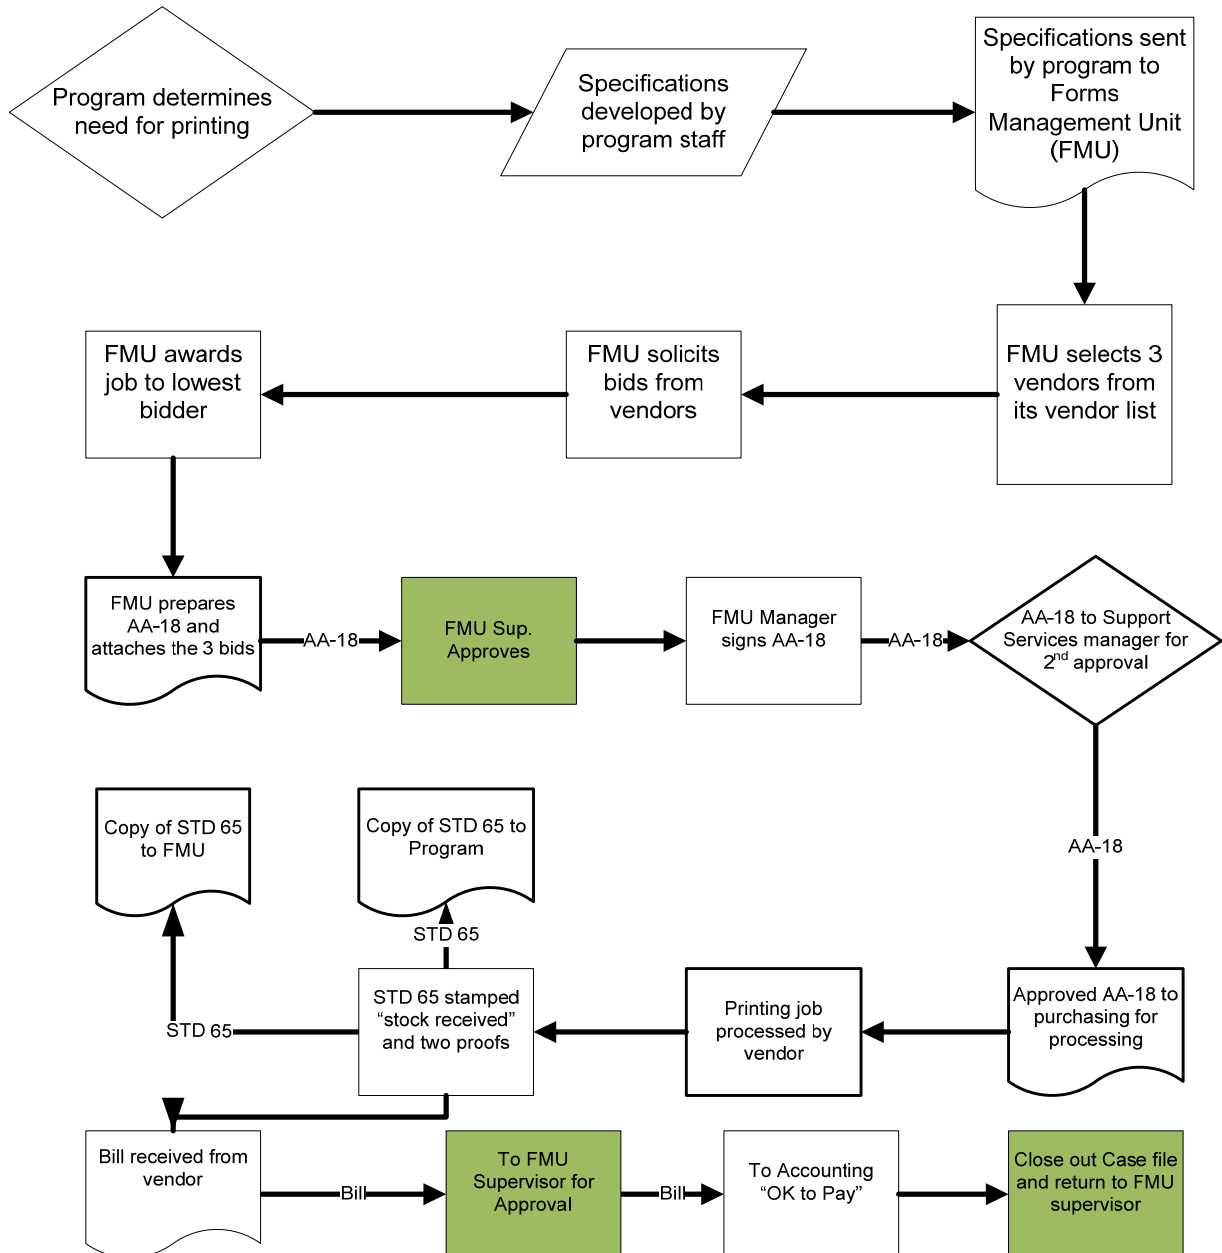 Program determines
need for printing
Specifications
developed by
program staff
Specifications sent
by program to
Forms
Management Unit
(FMU)
FMU awards
job to lowest
bidder
FMU solicits
bids from
vendors
FMU selects 3
vendors from
its vendor list
FMU prepares
AA-18 and
attaches the 3 bids
AA-18
FMU Sup.
Approves
FMU Manager
signs AA-18
AA-18
AA-18 to Support
Services manager for
2nd approval
AA-18
Copy of STD 65
to FMU
Copy of STD 65 to
Program
STD 65
STD 65
STD 65 stamped
“stock received”
and two proofs
Printing job
processed by
vendor
Approved AA-18 to
purchasing for
processing
Bill received from
vendor
Bill
To FMU
Supervisor for
Approval
Bill
To Accounting
“OK to Pay”
Close out Case file
and return to FMU
supervisor